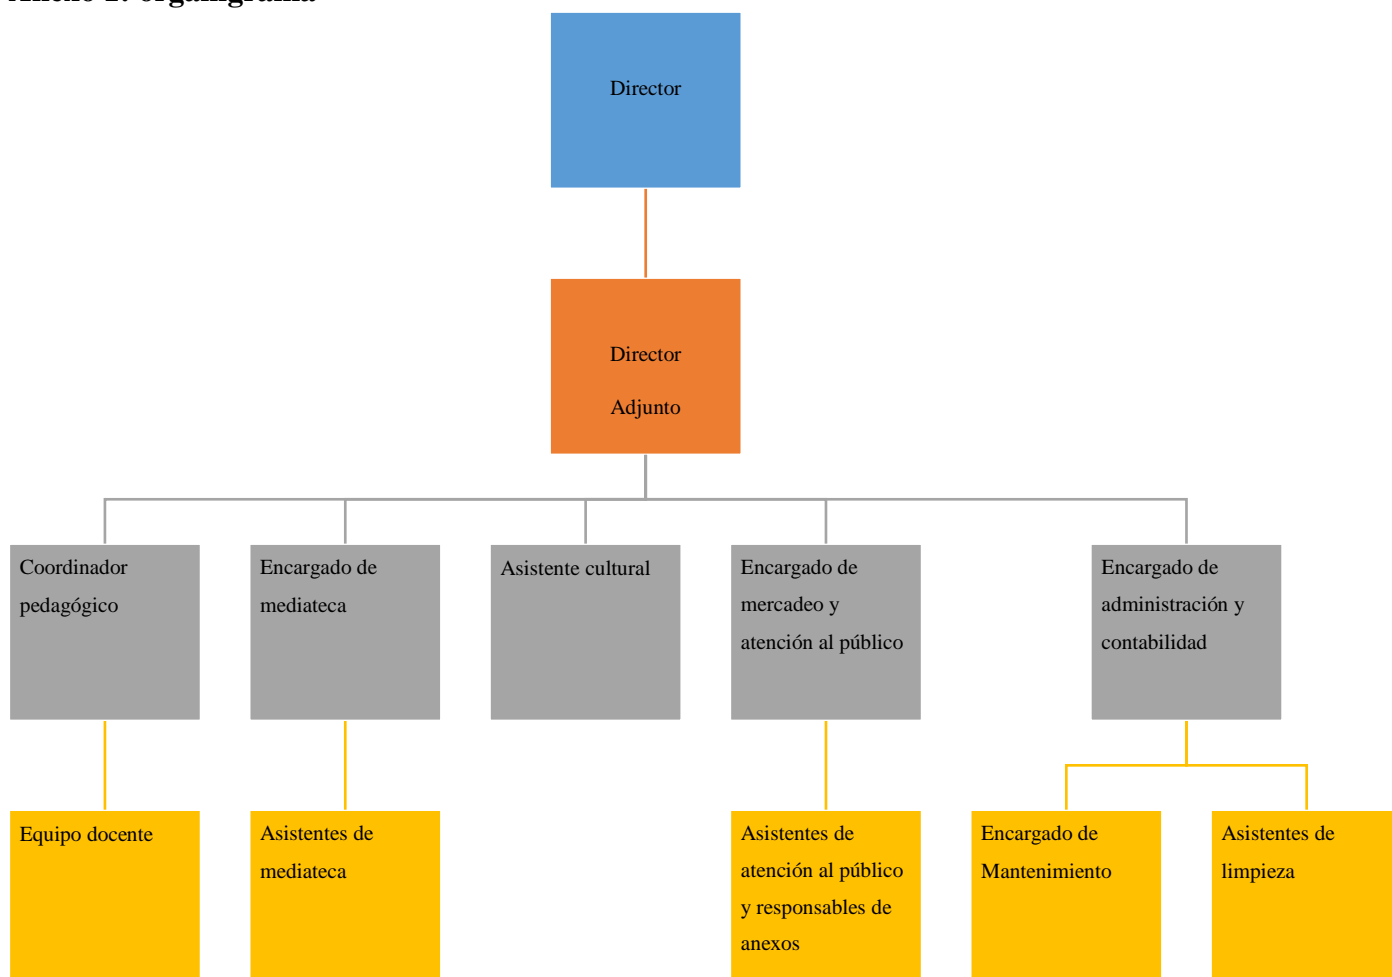 Director
Director
Adjunto
Coordinador
pedagógico
Encargado de
mediateca
Asistente cultural
Encargado de
mercadeo y
atención al público
Encargado de
administración y
contabilidad
Equipo docente
Asistentes de
mediateca
Asistentes de
atención al público
y responsables de
anexos
Encargado de
Mantenimiento
Asistentes de
limpieza